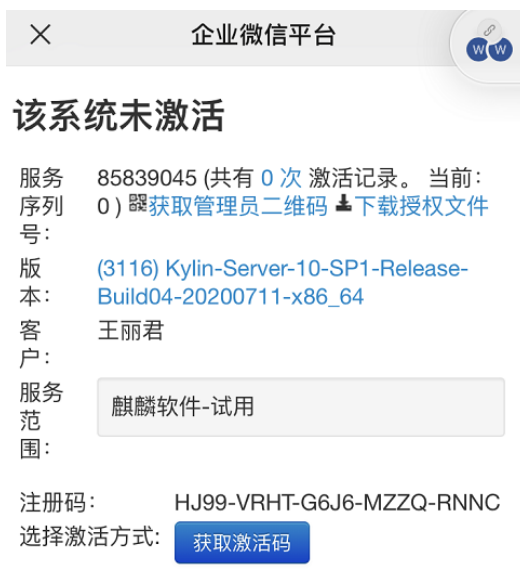 企业微信平台
W W
该系统未激活
服务序列号：
85839045 (共有 0 次 激活记录。 当前：
0 ) 获取管理员二维码 下载授权文件
版本：
(3116) Kylin-Server-10-SP1-Release-
Build04-20200711-x86_64
客户：
王丽君
服务范围：
麒麟软件-试用
注册码： HJ99-VRHT-G6J6-MZZQ-RNNC
选择激活方式: 获取激活码